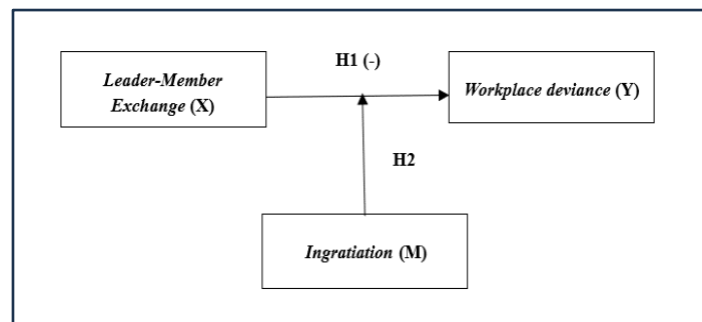 H1 (-)
Leader-Member
Exchange (X)
Workplace deviance (Y)
H2
Ingratiation (M)